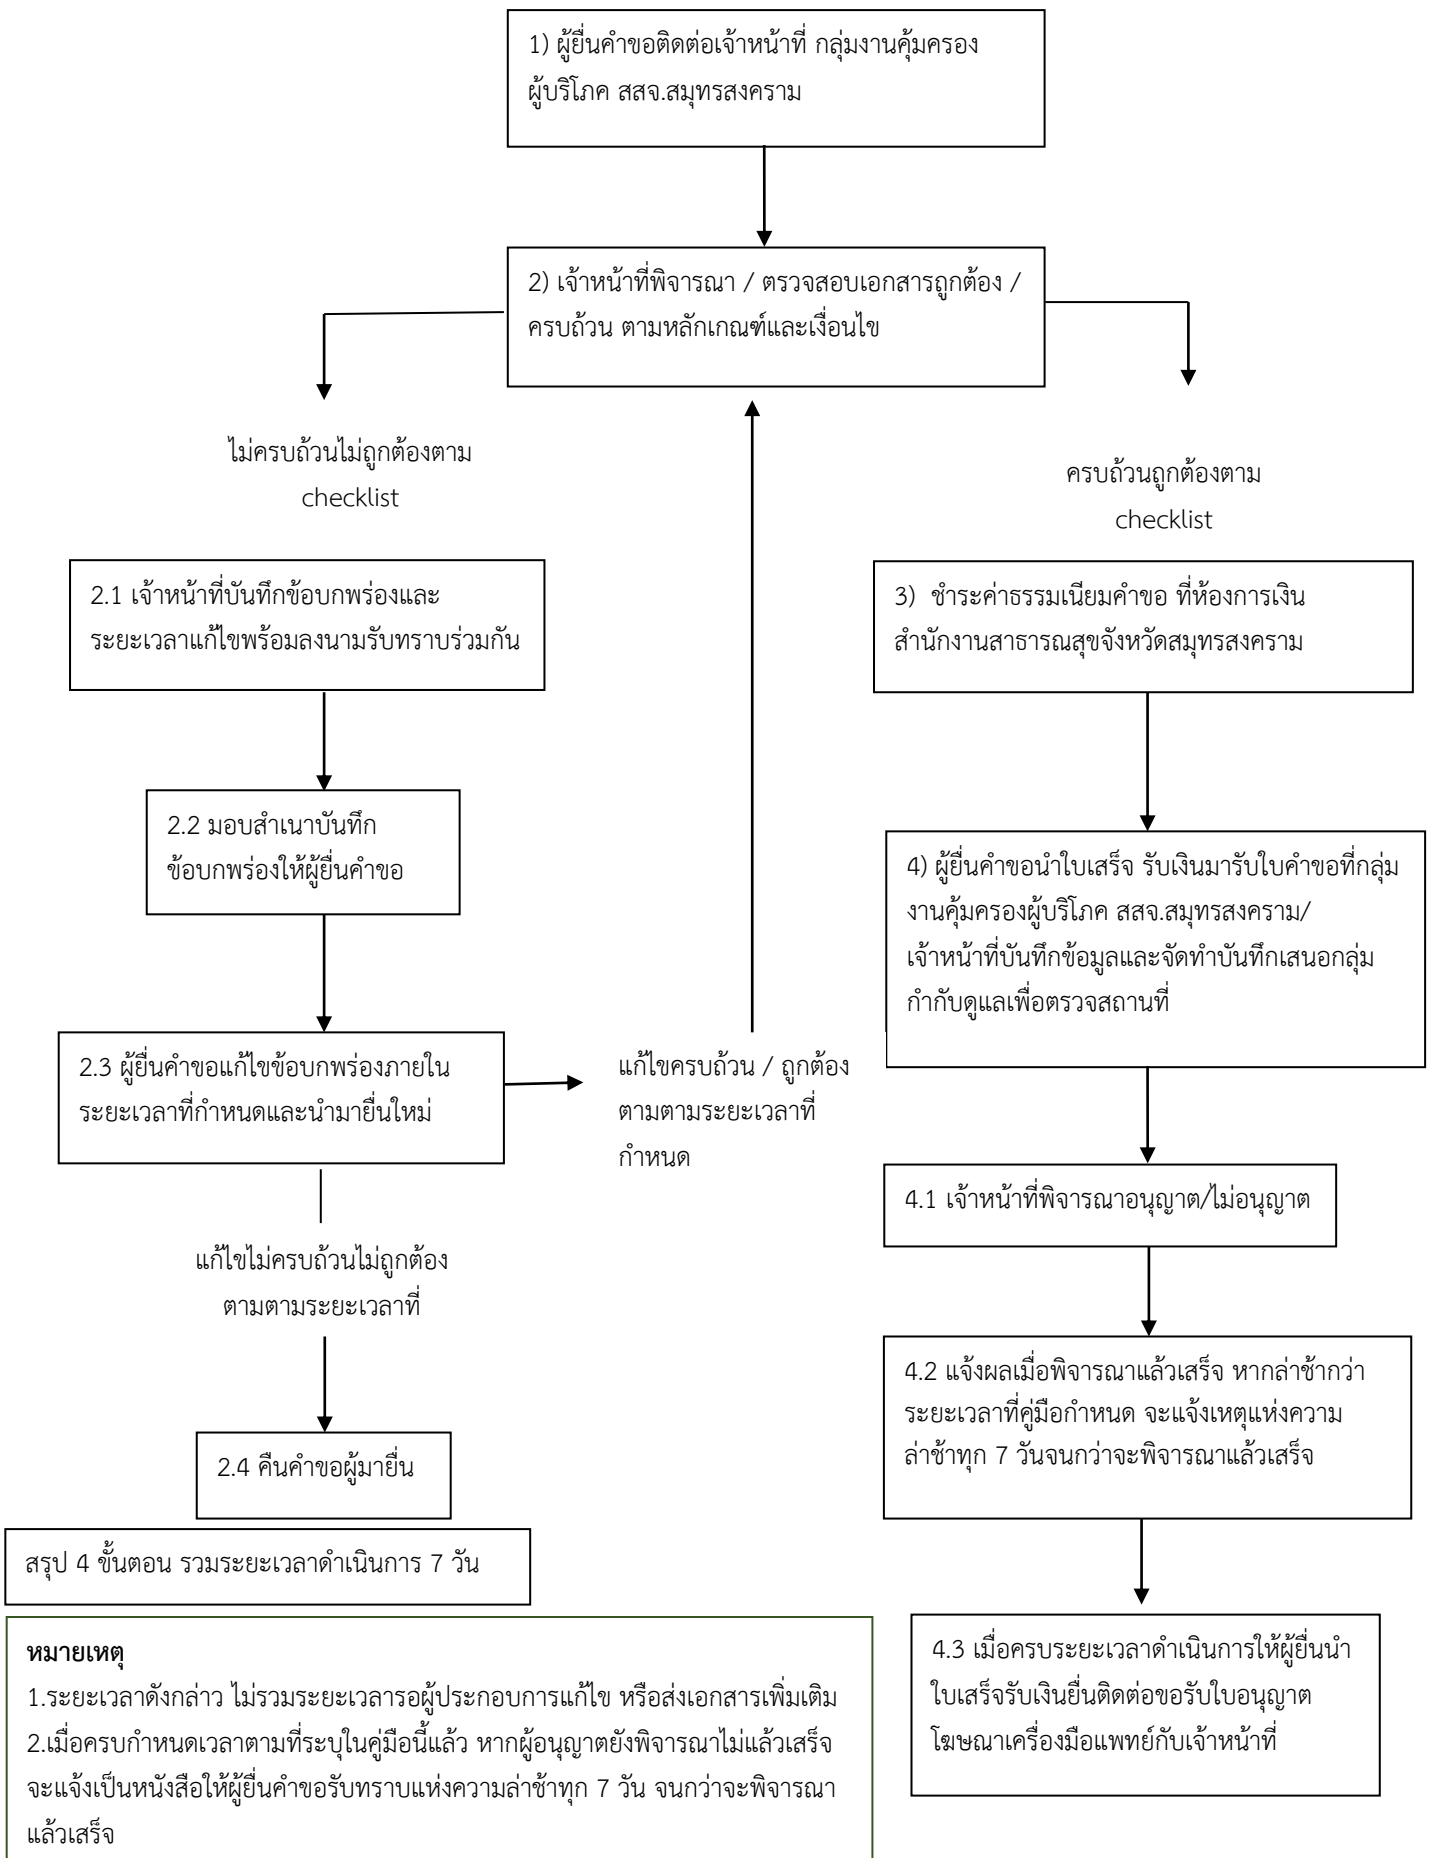 1) ผู้ยื่นคำขอติดต่อเจ้าหน้าที่ กลุ่มงานคุ้มครอง
ผู้บริโภค สสจ.สมุทรสงคราม
2) เจ้าหน้าที่พิจารณา / ตรวจสอบเอกสารถูกต้อง /
ครบถ้วน ตามหลักเกณฑ์และเงื่อนไข
ไม่ครบถ้วนไม่ถูกต้องตาม
checklist
ครบถ้วนถูกต้องตาม
checklist
2.1 เจ้าหน้าที่บันทึกข้อบกพร่องและ
ระยะเวลาแก้ไขพร้อมลงนามรับทราบร่วมกัน
3) ชำระค่าธรรมเนียมคำขอ ที่ห้องการเงิน
สำนักงานสาธารณสุขจังหวัดสมุทรสงคราม
2.2 มอบสำเนาบันทึก
ข้อบกพร่องให้ผู้ยื่นคำขอ
4) ผู้ยื่นคำขอนำใบเสร็จ รับเงินมารับใบคำขอที่กลุ่ม
งานคุ้มครองผู้บริโภค สสจ.สมุทรสงคราม/
เจ้าหน้าที่บันทึกข้อมูลและจัดทำบันทึกเสนอกลุ่ม
กำกับดูแลเพื่อตรวจสถานที่
2.3 ผู้ยื่นคำขอแก้ไขข้อบกพร่องภายใน
ระยะเวลาที่กำหนดและนำมายื่นใหม่
แก้ไขครบถ้วน / ถูกต้อง
ตามตามระยะเวลาที่
กำหนด
4.1 เจ้าหน้าที่พิจารณาอนุญาต/ไม่อนุญาต
แก้ไขไม่ครบถ้วนไม่ถูกต้อง
ตามตามระยะเวลาที่
4.2 แจ้งผลเมื่อพิจารณาแล้วเสร็จ หากล่าช้ากว่า
ระยะเวลาที่คู่มือกำหนด จะแจ้งเหตุแห่งความ
ล่าช้าทุก 7 วันจนกว่าจะพิจารณาแล้วเสร็จ
2.4 คืนคำขอผู้มายื่น
สรุป 4 ขั้นตอน รวมระยะเวลาดำเนินการ 7 วัน
4.3 เมื่อครบระยะเวลาดำเนินการให้ผู้ยื่นนำ
ใบเสร็จรับเงินยื่นติดต่อขอรับใบอนุญาต
โฆษณาเครื่องมือแพทย์กับเจ้าหน้าที่
หมายเหตุ
1.ระยะเวลาดังกล่าว ไม่รวมระยะเวลารอผู้ประกอบการแก้ไข หรือส่งเอกสารเพิ่มเติม
2.เมื่อครบกำหนดเวลาตามที่ระบุในคู่มือนี้แล้ว หากผู้อนุญาตยังพิจารณาไม่แล้วเสร็จ
จะแจ้งเป็นหนังสือให้ผู้ยื่นคำขอรับทราบแห่งความล่าช้าทุก 7 วัน จนกว่าจะพิจารณา
แล้วเสร็จ